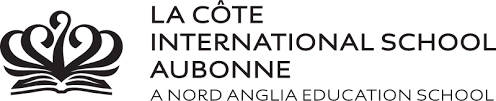 LA CÔTE
INTERNATIONAL SCHOOL
AUBONNE
A NORD ANGLIA EDUCATION SCHOOL